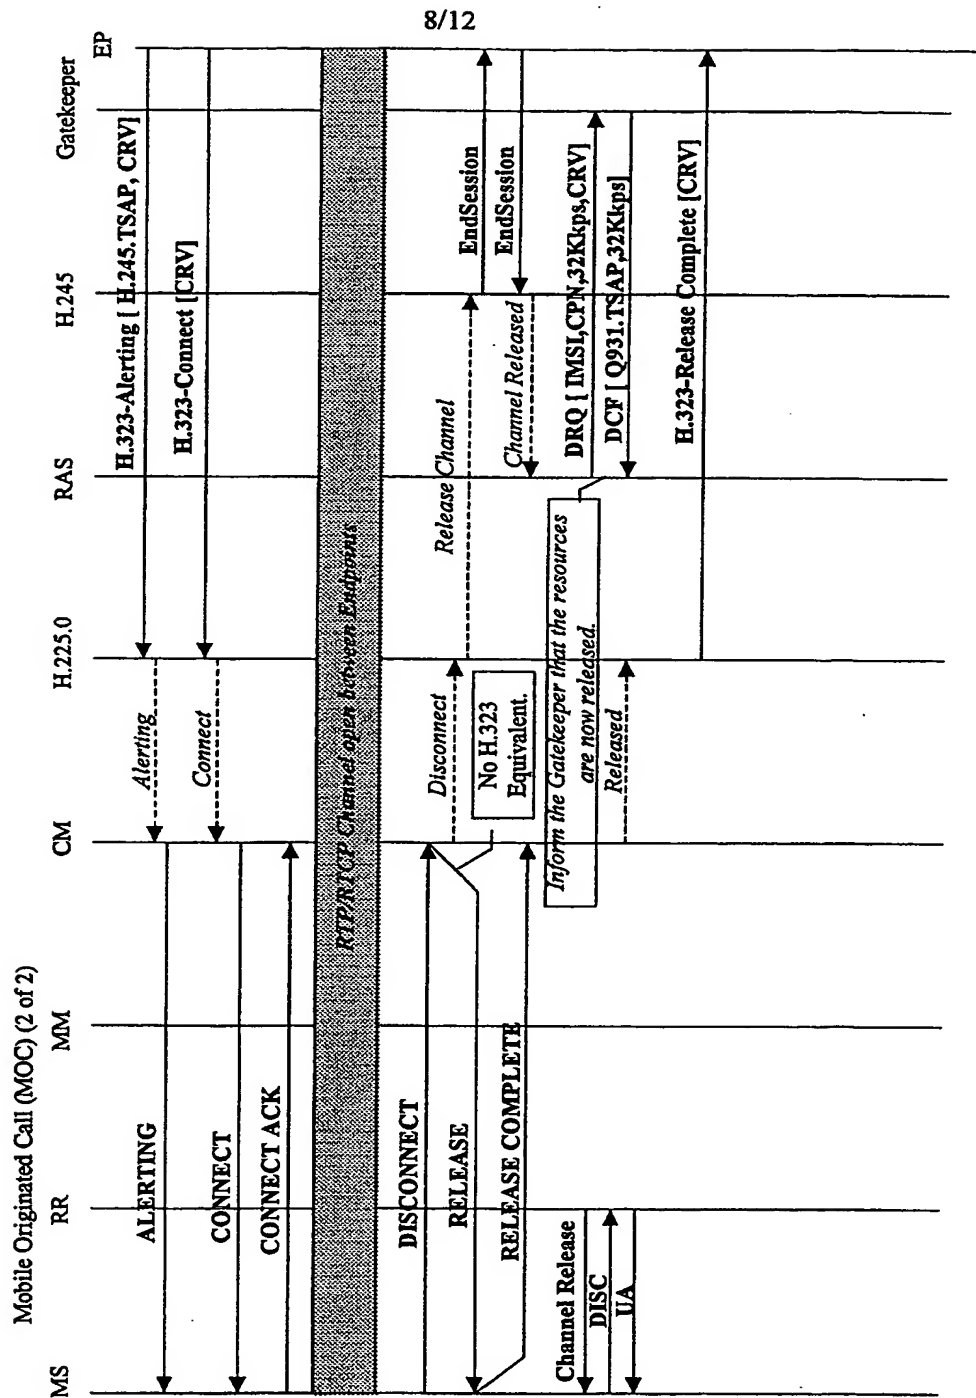 8/12
Mobile Originated Call (MOC) (2 of 2)
MS
RR
MM
CM
H.225.0
RAS
H.245
Gatekeeper
EP
H.323-Alerting [ H.245.TSAP, CRV]
Alerting
ALERTING
H.323-Connect [CRV]
Connect
CONNECT
CONNECT ACK
RTP/RTCP Channel open between Endpoints
DISCONNECT
Disconnect
Release Channel
EndSession
RELEASE
No H.323
Equivalent.
EndSession
Channel Released
RELEASE COMPLETE
Inform the Gatekeeper that the resources
are now released.
Channel Release
DISC
UA
DRQ [ IMSI,CPN,32Kkps,CRV]
DCF [ Q931.TSAP,32Kkps]
Released
H.323-Release Complete [CRV]